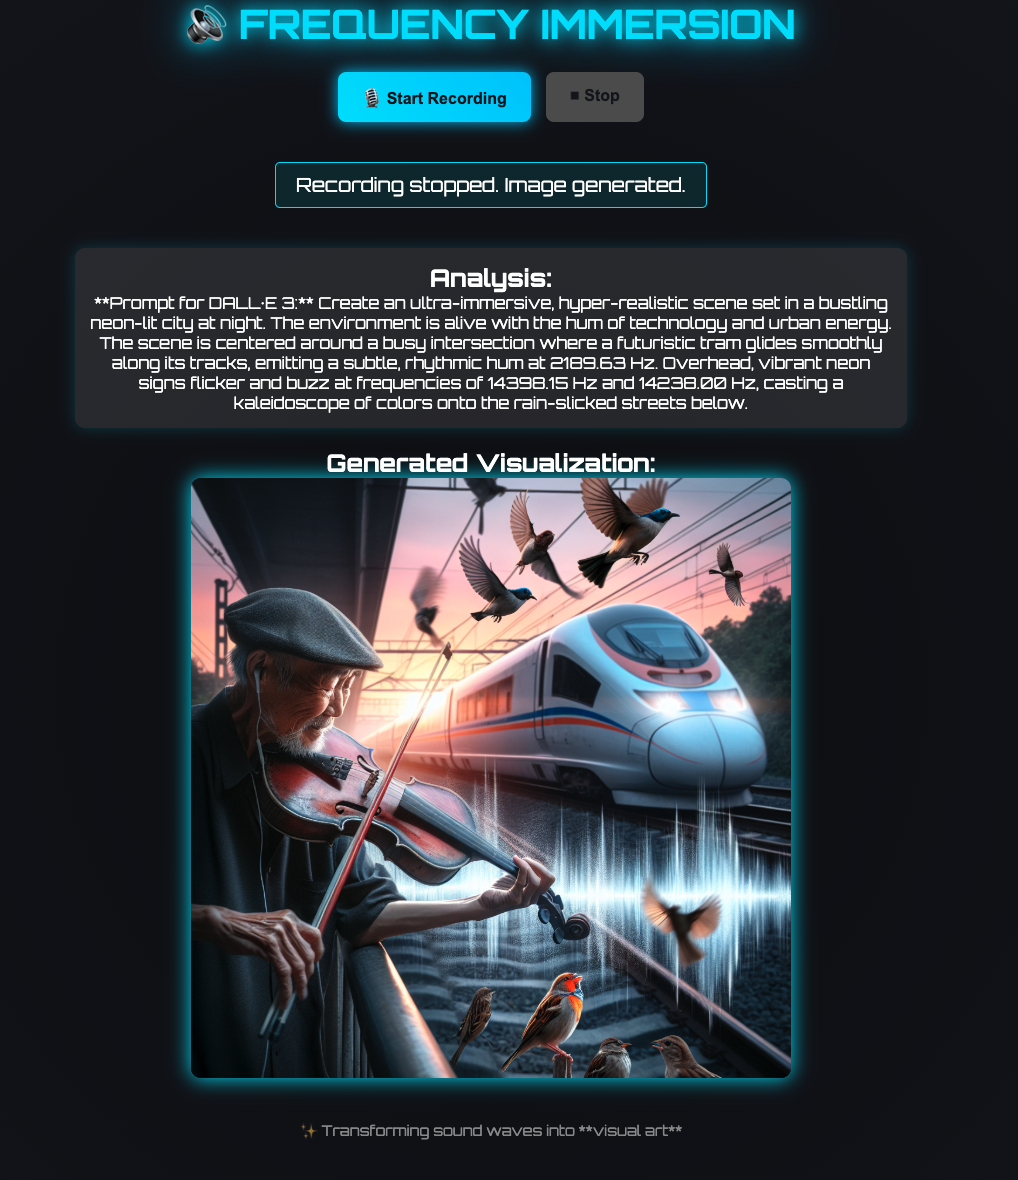 🔊 FREQUENCY IMMERSION
🎙️ Start Recording
■ Stop
Recording stopped. Image generated.
Analysis:
**Prompt for DALL·E 3:** Create an ultra-immersive, hyper-realistic scene set in a bustling
neon-lit city at night. The environment is alive with the hum of technology and urban energy.
The scene is centered around a busy intersection where a futuristic tram glides smoothly
along its tracks, emitting a subtle, rhythmic hum at 2189.63 Hz. Overhead, vibrant neon
signs flicker and buzz at frequencies of 14398.15 Hz and 14238.00 Hz, casting a
kaleidoscope of colors onto the rain-slicked streets below.
Generated Visualization:
✨ Transforming sound waves into **visual art**